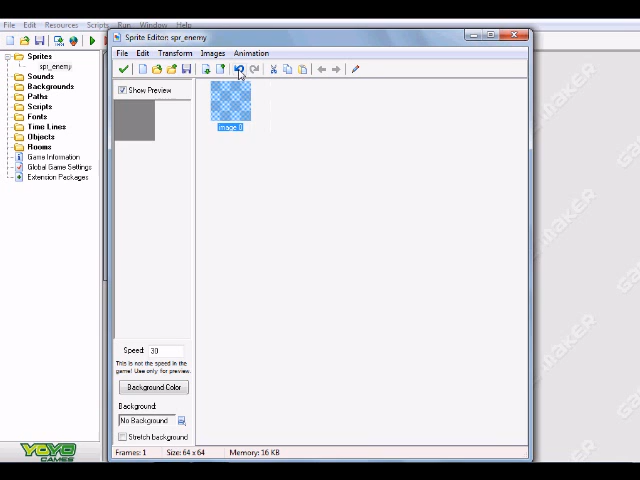 File Edit Resources Scripts Run Window Help
Sprite Editor: spr_enemy
File Edit Transform Images Animation
Sprites
spr_enemy
Sounds
Backgrounds
Paths
Scripts
Fonts
Time Lines
Objects
Rooms
Game Information
Global Game Settings
Extension Packages
Show Preview
image 0
Speed: 30
This is not the speed in the
game! Use only for preview.
Background Color
Background:
No Background
Stretch background
Frames: 1 Size: 64 x 64 Memory: 16 KB
YOYO
GAMES